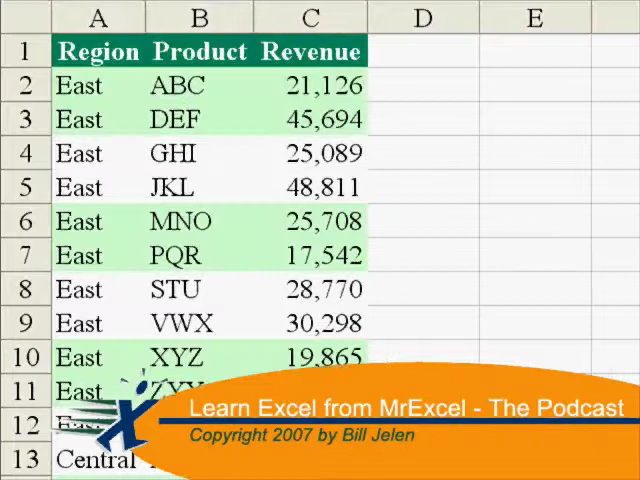 A B C D E
1 Region Product Revenue
2 East ABC 21,126
3 East DEF 45,694
4 East GHI 25,089
5 East JKL 48,811
6 East MNO 25,708
7 East PQR 17,542
8 East STU 28,770
9 East VWX 30,298
10 East XYZ 19,865
11 East
12 East
13 Central
Learn Excel from MrExcel - The Podcast
Copyright 2007 by Bill Jelen